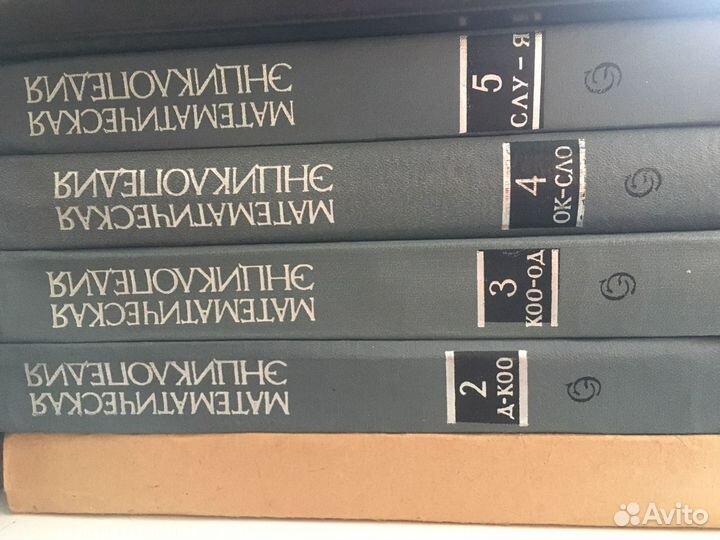 МАТЕМАТИЧЕСКАЯ
ЭНЦИКЛОПЕДИЯ
5
СЛУ - Я
МАТЕМАТИЧЕСКАЯ
ЭНЦИКЛОПЕДИЯ
4
ОК-СЛО
МАТЕМАТИЧЕСКАЯ
ЭНЦИКЛОПЕДИЯ
3
КОО-ОД
МАТЕМАТИЧЕСКАЯ
ЭНЦИКЛОПЕДИЯ
2
Д-КОО
Avito